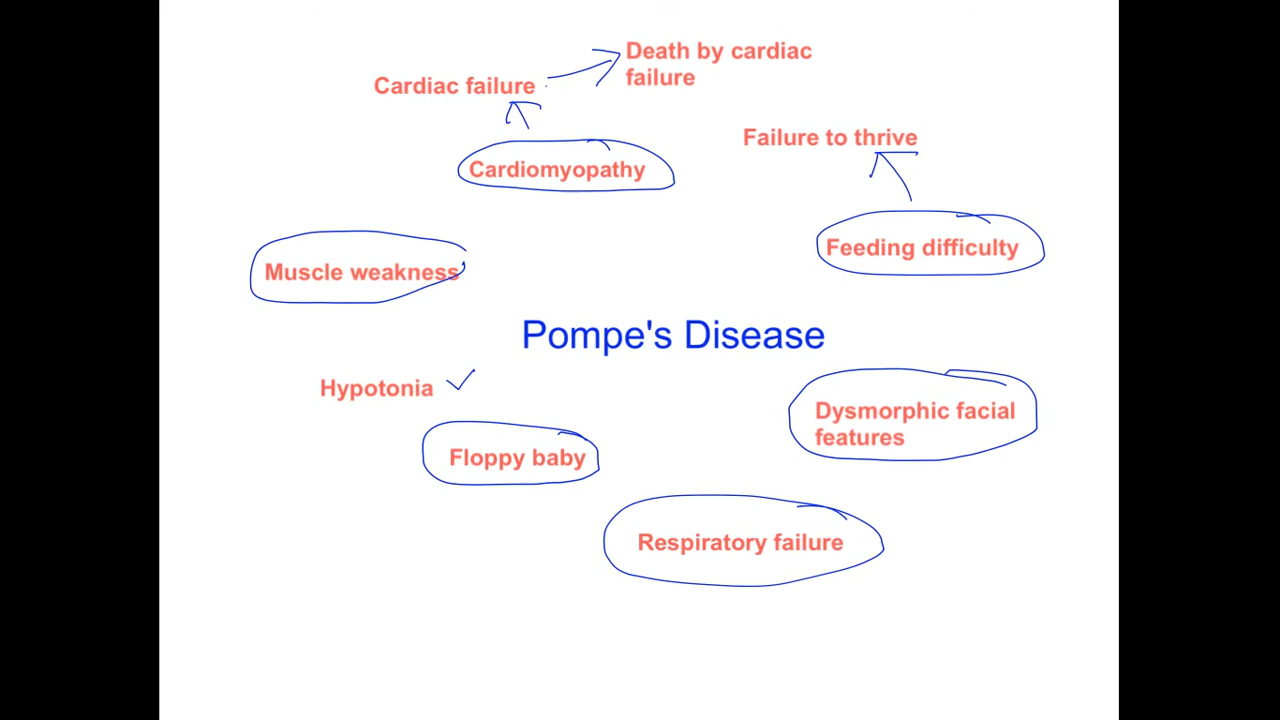 Death by cardiac
failure
Cardiac failure
Failure to thrive
Cardiomyopathy
Feeding difficulty
Muscle weakness
Pompe's Disease
Hypotonia
Dysmorphic facial
features
Floppy baby
Respiratory failure